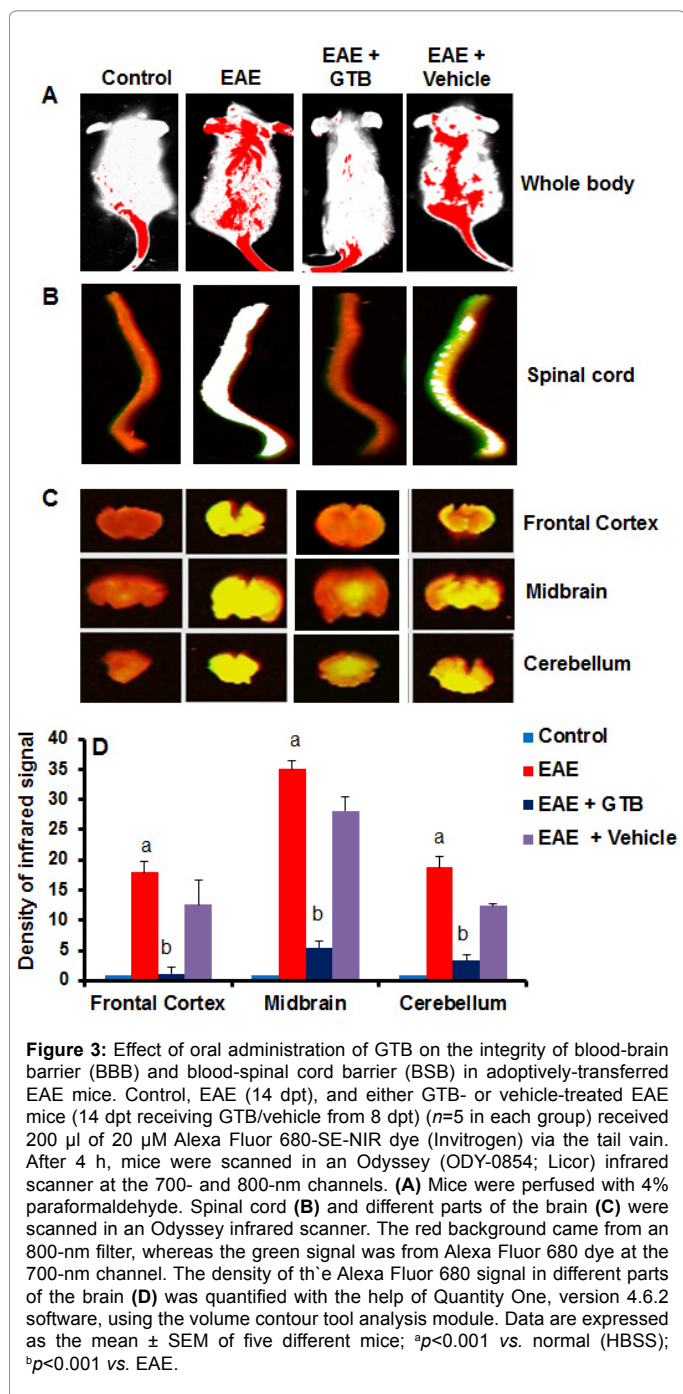 Control EAE EAE + GTB EAE + Vehicle
A
Whole body
B
Spinal cord
C
Frontal Cortex
Midbrain
Cerebellum
D
Density of infrared signal
40
35
30
25
20
15
10
5
0
a
b
a
b
a
b
Frontal Cortex Midbrain Cerebellum
Control
EAE
EAE + GTB
EAE + Vehicle
Figure 3: Effect of oral administration of GTB on the integrity of blood-brain
barrier (BBB) and blood-spinal cord barrier (BSB) in adoptively-transferred
EAE mice. Control, EAE (14 dpt), and either GTB- or vehicle-treated EAE
mice (14 dpt receiving GTB/vehicle from 8 dpt) (n=5 in each group) received
200 µl of 20 µM Alexa Fluor 680-SE-NIR dye (Invitrogen) via the tail vain.
After 4 h, mice were scanned in an Odyssey (ODY-0854; Licor) infrared
scanner at the 700- and 800-nm channels. (A) Mice were perfused with 4%
paraformaldehyde. Spinal cord (B) and different parts of the brain (C) were
scanned in an Odyssey infrared scanner. The red background came from an
800-nm filter, whereas the green signal was from Alexa Fluor 680 dye at the
700-nm channel. The density of th`e Alexa Fluor 680 signal in different parts
of the brain (D) was quantified with the help of Quantity One, version 4.6.2
software, using the volume contour tool analysis module. Data are expressed
as the mean ± SEM of five different mice; ᵃp<0.001 vs. normal (HBSS);
ᵇp<0.001 vs. EAE.